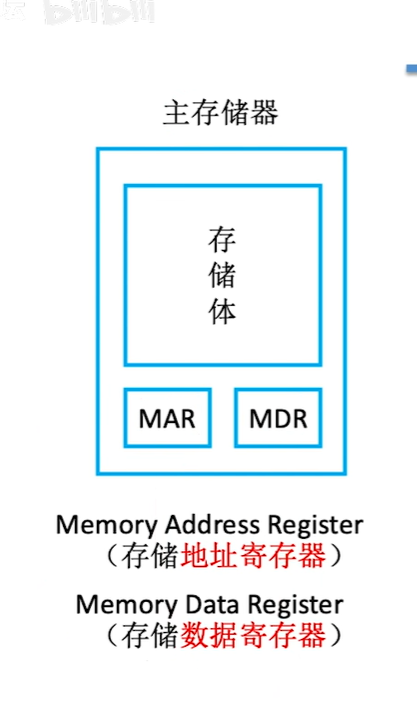 bilibili
主存储器
存
储
体
MAR
MDR
Memory Address Register
（存储地址寄存器）
Memory Data Register
（存储数据寄存器）